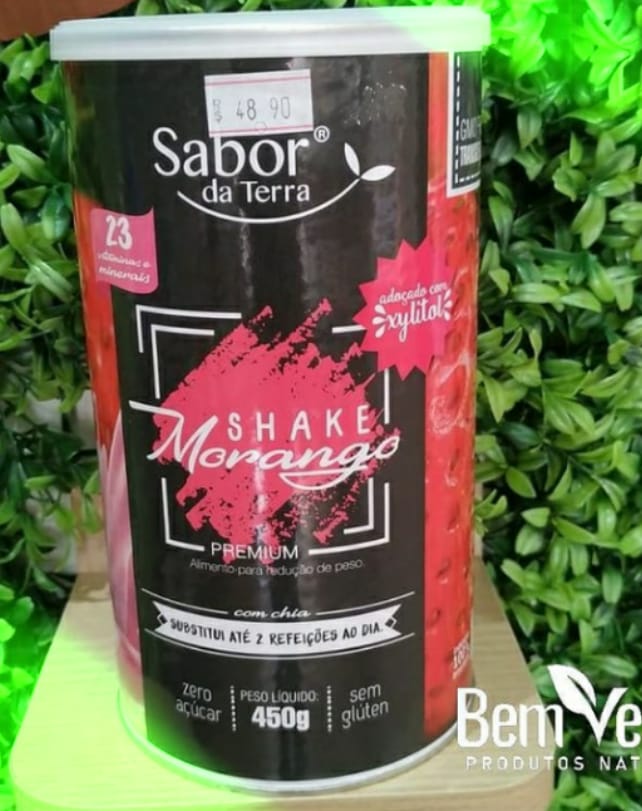 R$ 48 90
Sabor®
da Terra
23
vitaminas e
minerais
adoçado com
xylitol
SHAKE
Morango
PREMIUM
Alimento para redução de peso.
com chia
SUBSTITUI ATÉ 2 REFEIÇÕES AO DIA.
zero
açúcar
PESO LÍQUIDO:
450g
sem
glúten
Bem Ve
PRODUTOS NAT